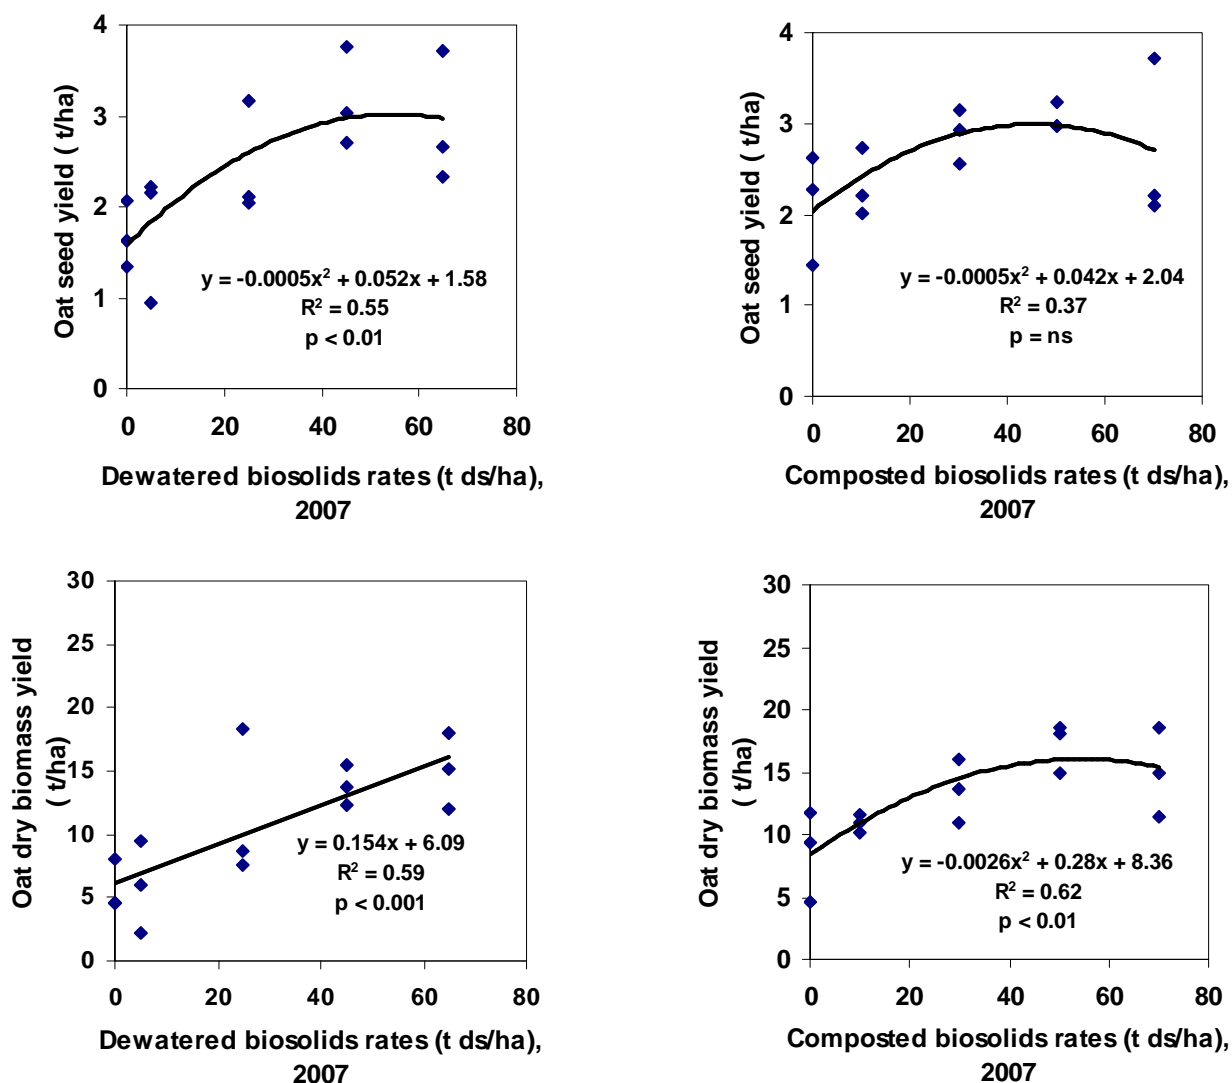 Oat seed yield ( t/ha)
4
3
2
1
0
y = -0.0005x² + 0.052x + 1.58
R² = 0.55
p < 0.01
0 20 40 60 80
Dewatered biosolids rates (t ds/ha),
2007
Oat seed yield ( t/ha)
4
3
2
1
0
y = -0.0005x² + 0.042x + 2.04
R² = 0.37
p = ns
0 20 40 60 80
Composted biosolids rates (t ds/ha),
2007
Oat dry biomass yield
( t/ha)
30
25
20
15
10
5
0
y = 0.154x + 6.09
R² = 0.59
p < 0.001
0 20 40 60 80
Dewatered biosolids rates (t ds/ha),
2007
Oat dry biomass yield
( t/ha)
30
25
20
15
10
5
0
y = -0.0026x² + 0.28x + 8.36
R² = 0.62
p < 0.01
0 20 40 60 80
Composted biosolids rates (t ds/ha),
2007